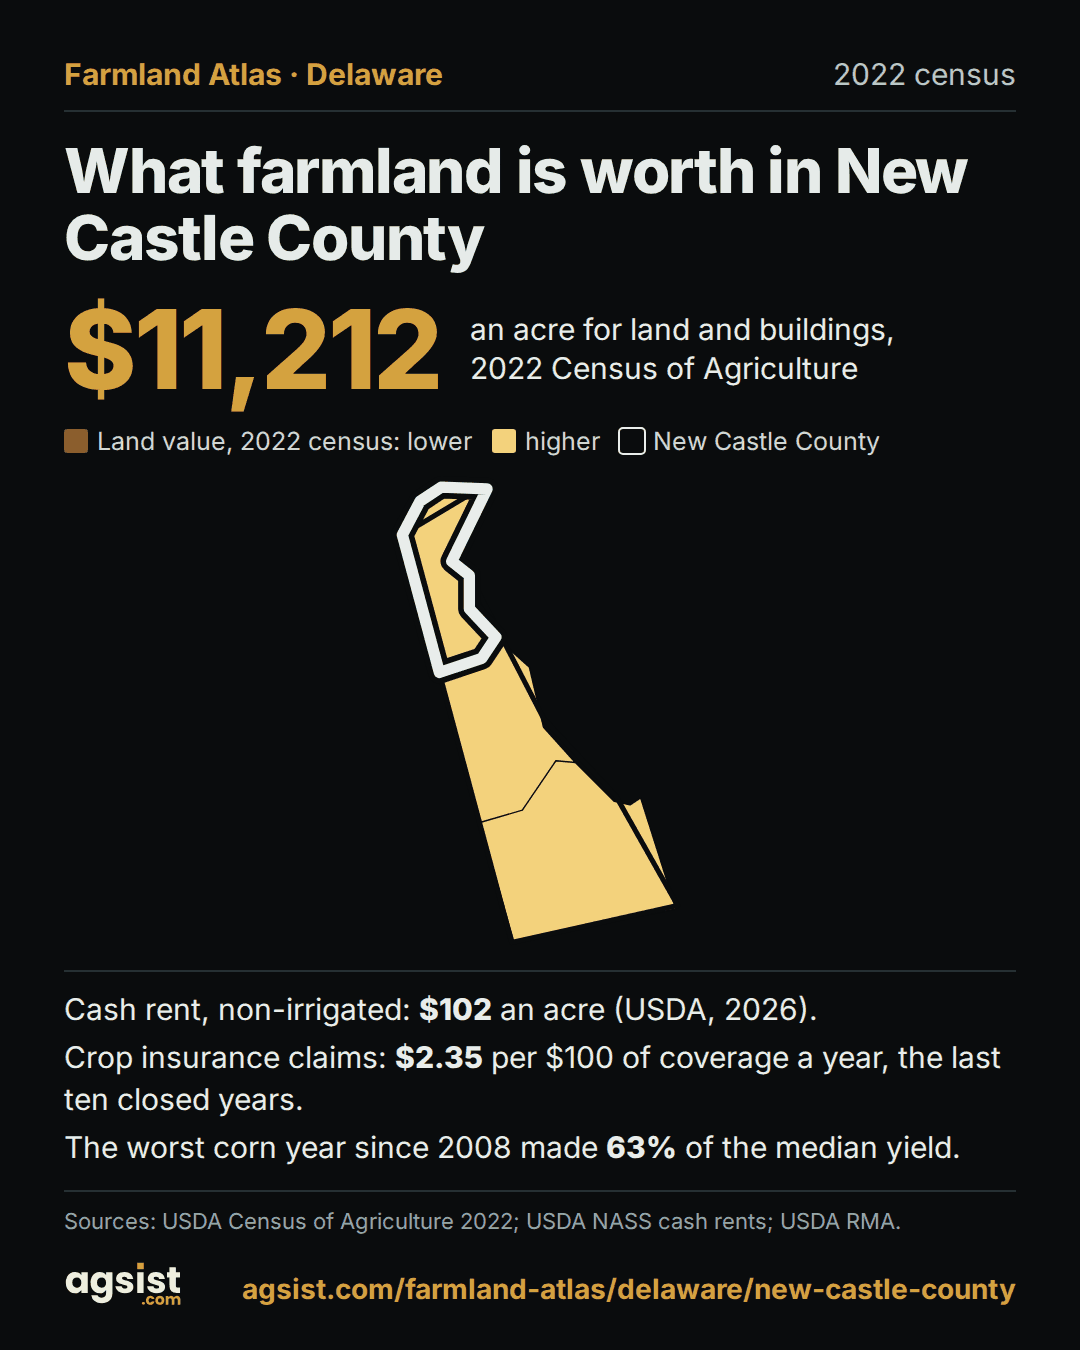 Farmland Atlas · Delaware
2022 census
What farmland is worth in New
Castle County
$11,212
an acre for land and buildings,
2022 Census of Agriculture
Land value, 2022 census: lower
higher
New Castle County
Cash rent, non-irrigated: $102 an acre (USDA, 2026).
Crop insurance claims: $2.35 per $100 of coverage a year, the last
ten closed years.
The worst corn year since 2008 made 63% of the median yield.
Sources: USDA Census of Agriculture 2022; USDA NASS cash rents; USDA RMA.
agsist
.com
agsist.com/farmland-atlas/delaware/new-castle-county